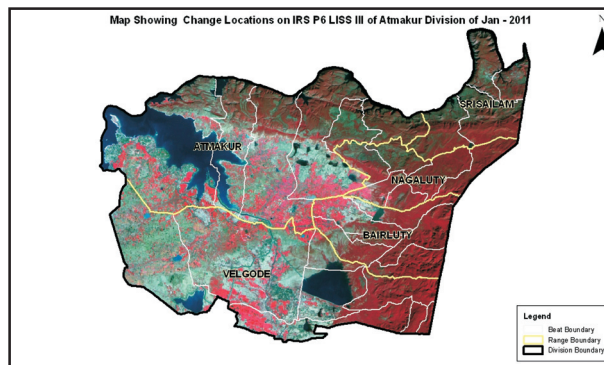 Map Showing Change Locations on IRS P6 LISS III of Atmakur Division of Jan - 2011
N
SRISAILAM
ATMAKUR
NAGALUTY
BAIRLUTY
VELGODE
Legend
Beat Boundary
Range Boundary
Division Boundary